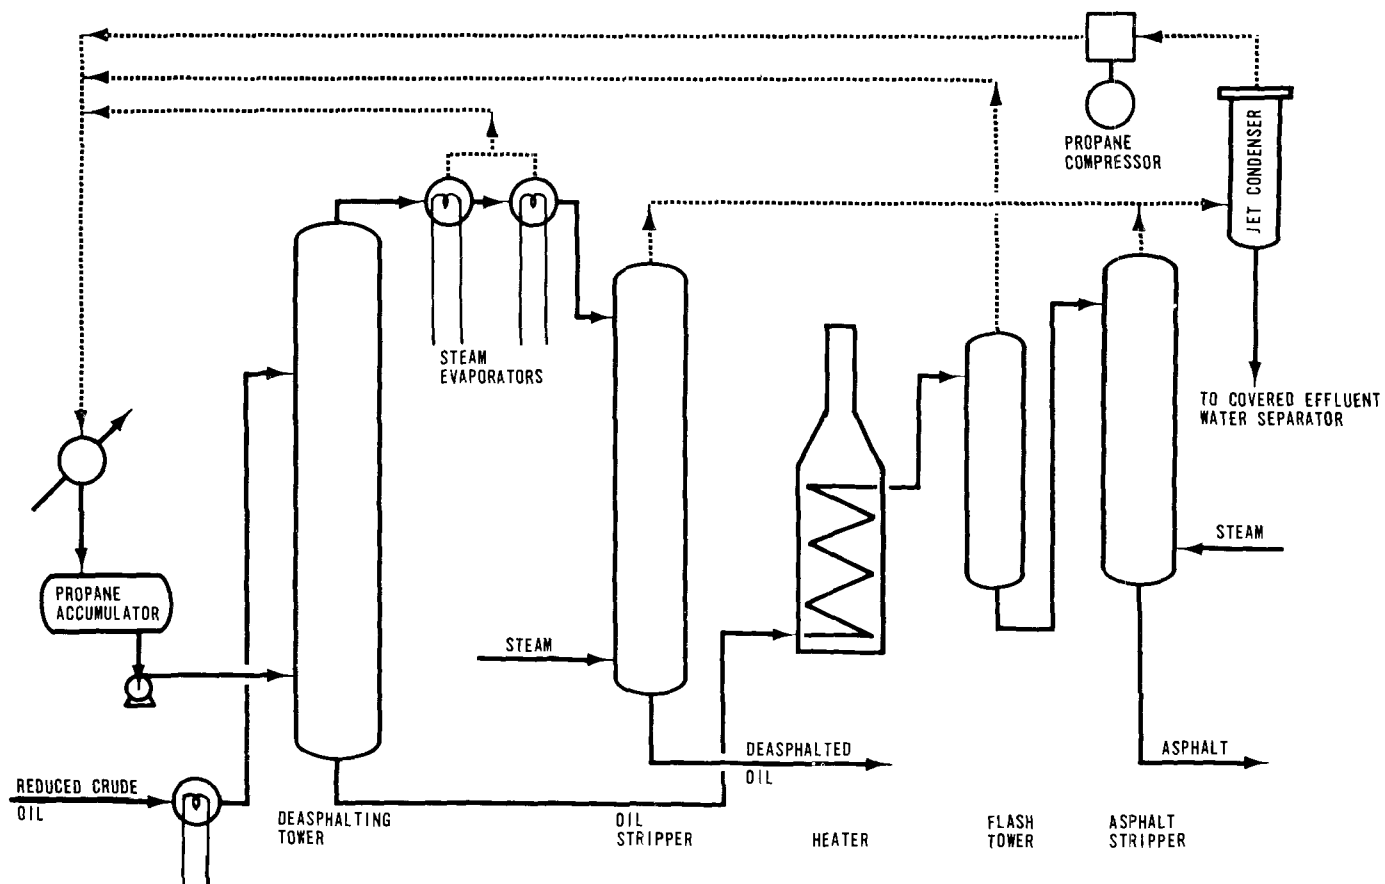 PROPANE
COMPRESSOR
JET CONDENSER
STEAM
EVAPORATORS
TO COVERED EFFLUENT
WATER SEPARATOR
STEAM
PROPANE
ACCUMULATOR
STEAM
DEASPHALTED
OIL
ASPHALT
REDUCED CRUDE
OIL
DEASPHALTING
TOWER
OIL
STRIPPER
HEATER
FLASH
TOWER
ASPHALT
STRIPPER